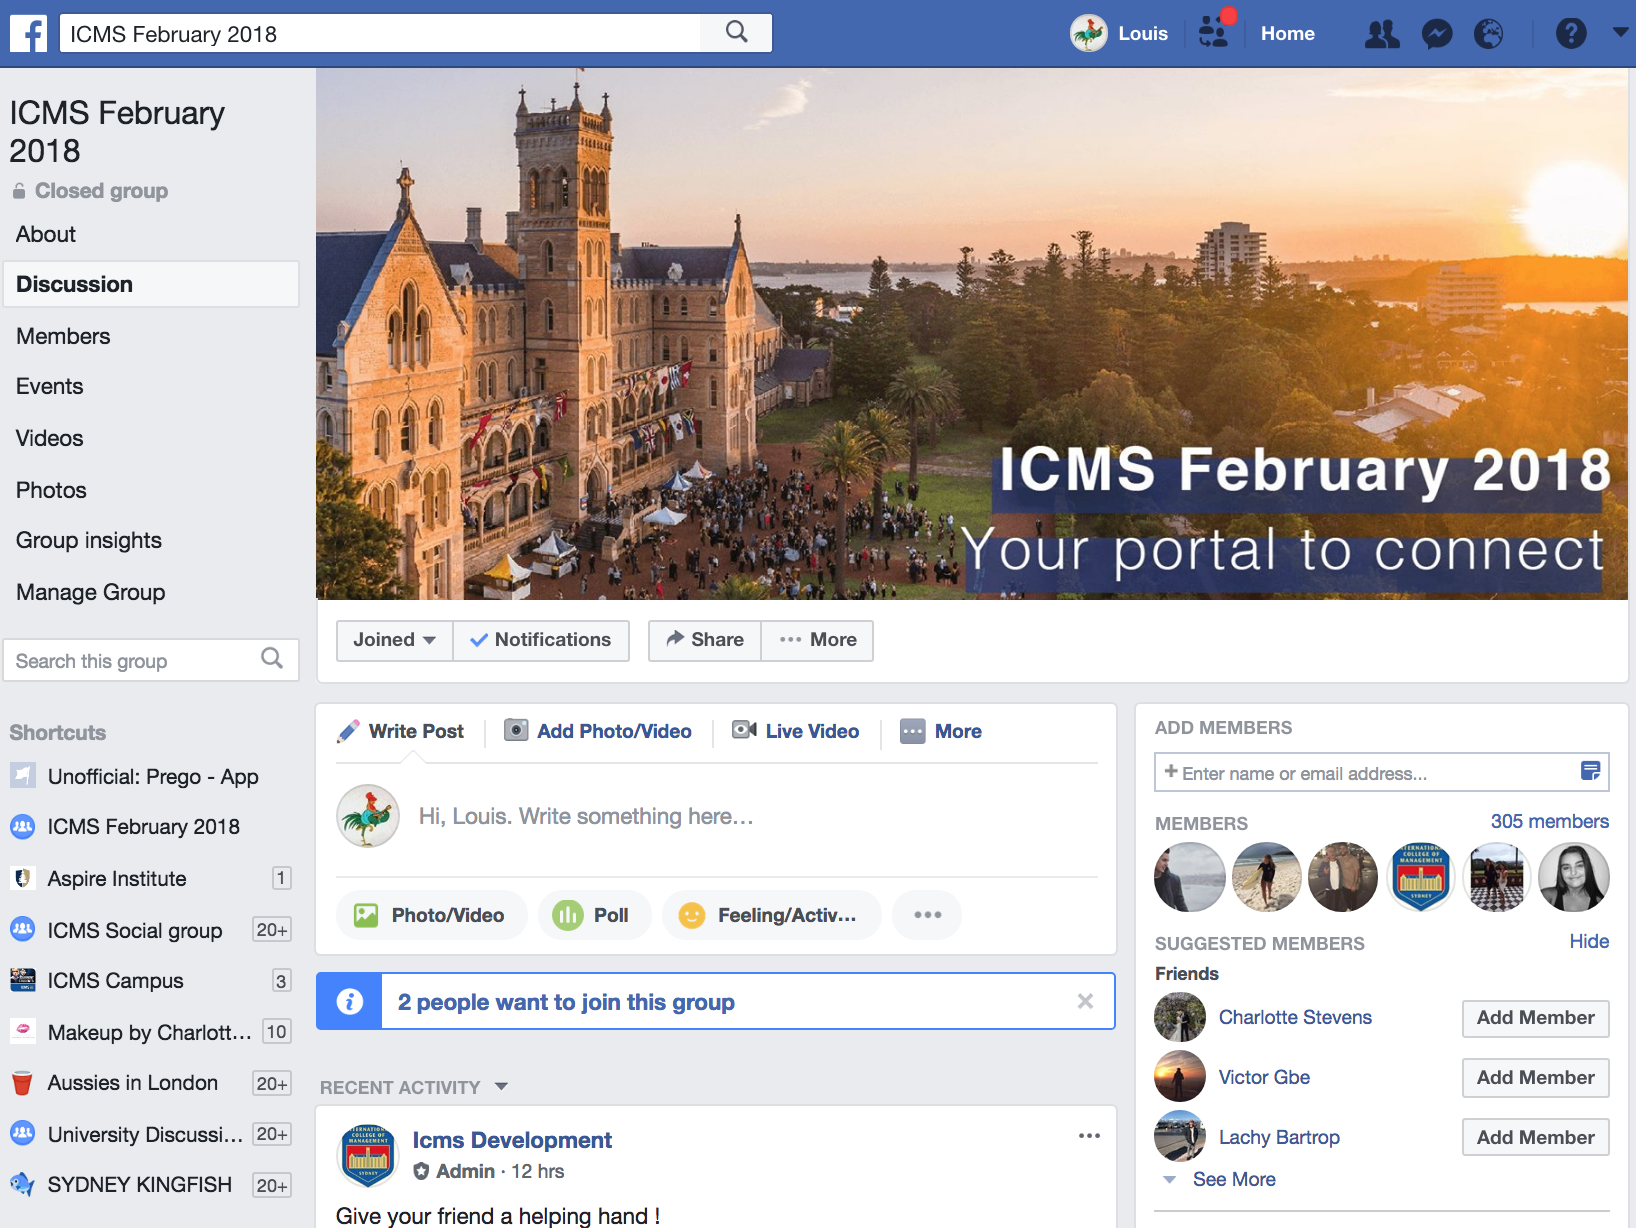 ICMS February 2018
Louis
Home
ICMS February
2018
Closed group
About
Discussion
Members
Events
Videos
Photos
Group insights
Manage Group
Search this group
Shortcuts
Unofficial: Prego - App
ICMS February 2018
Aspire Institute 1
ICMS Social group 20+
ICMS Campus 3
Makeup by Charlott... 10
Aussies in London 20+
University Discussi... 20+
SYDNEY KINGFISH 20+
ICMS February 2018
Your portal to connect
Joined
Notifications
Share
More
Write Post
Add Photo/Video
Live Video
More
Hi, Louis. Write something here...
Photo/Video
Poll
Feeling/Activ...
2 people want to join this group
RECENT ACTIVITY
Icms Development
Admin · 12 hrs
Give your friend a helping hand !
ADD MEMBERS
+ Enter name or email address...
MEMBERS
305 members
INTERNATIONAL
COLLEGE OF
MANAGEMENT
SYDNEY
SUGGESTED MEMBERS
Hide
Friends
Charlotte Stevens
Add Member
Victor Gbe
Add Member
Lachy Bartrop
Add Member
See More